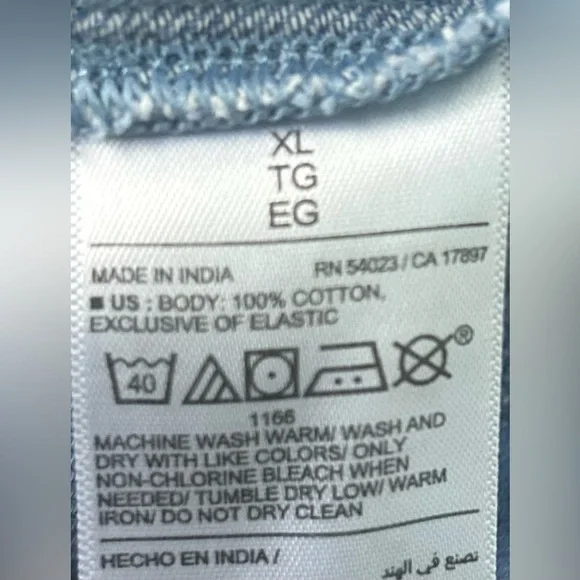 XL
TG
EG
MADE IN INDIA RN 54023 / CA 17897
■ US : BODY: 100% COTTON,
EXCLUSIVE OF ELASTIC
40
®
1166
MACHINE WASH WARM/ WASH AND
DRY WITH LIKE COLORS/ ONLY
NON-CHLORINE BLEACH WHEN
NEEDED/ TUMBLE DRY LOW/ WARM
IRON/ DO NOT DRY CLEAN
HECHO EN INDIA / تصنع في الهند